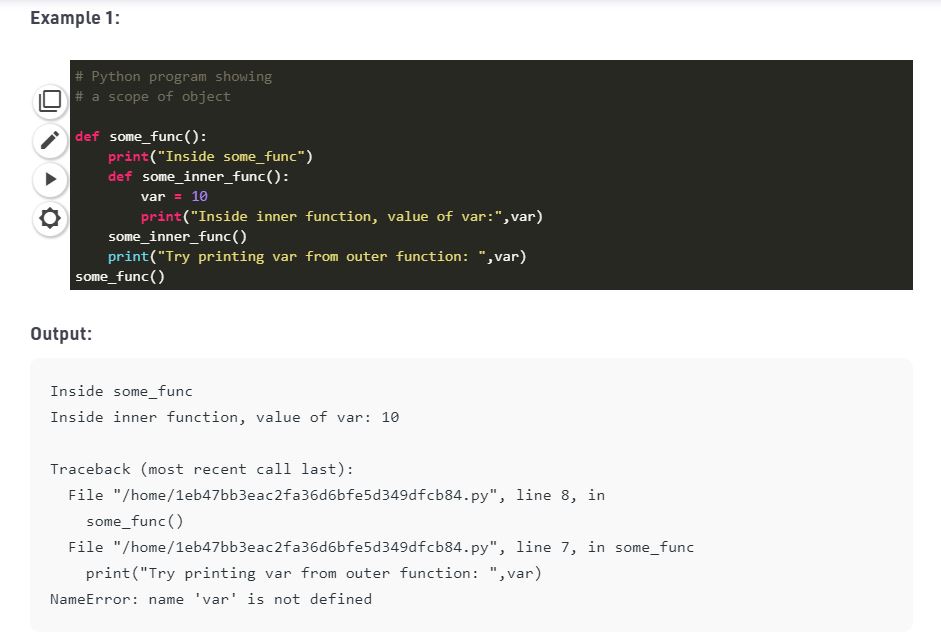 Example 1:
# Python program showing
# a scope of object
def some_func():
    print("Inside some_func")
    def some_inner_func():
        var = 10
        print("Inside inner function, value of var:",var)
    some_inner_func()
    print("Try printing var from outer function: ",var)
some_func()
Output:
Inside some_func
Inside inner function, value of var: 10
Traceback (most recent call last):
  File "/home/1eb47bb3eac2fa36d6bfe5d349dfcb84.py", line 8, in
    some_func()
  File "/home/1eb47bb3eac2fa36d6bfe5d349dfcb84.py", line 7, in some_func
    print("Try printing var from outer function: ",var)
NameError: name 'var' is not defined